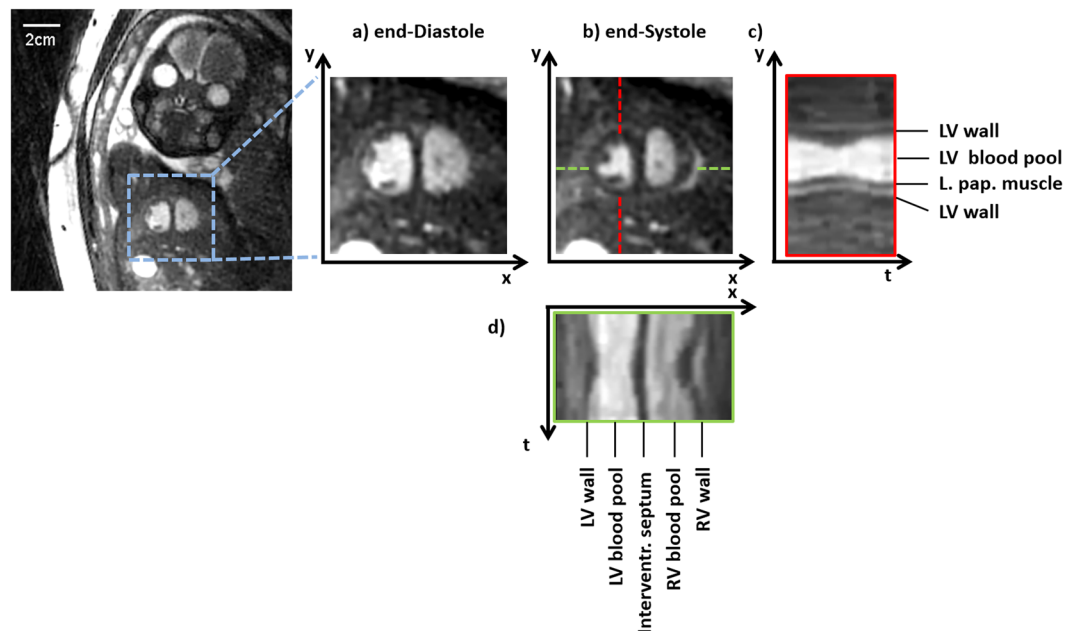 2cm
a) end-Diastole
b) end-Systole
c)
y
y
y
LV wall
LV blood pool
L. pap. muscle
LV wall
x
x
t
x
d)
t
LV wall
LV blood pool
Interventr. septum
RV blood pool
RV wall